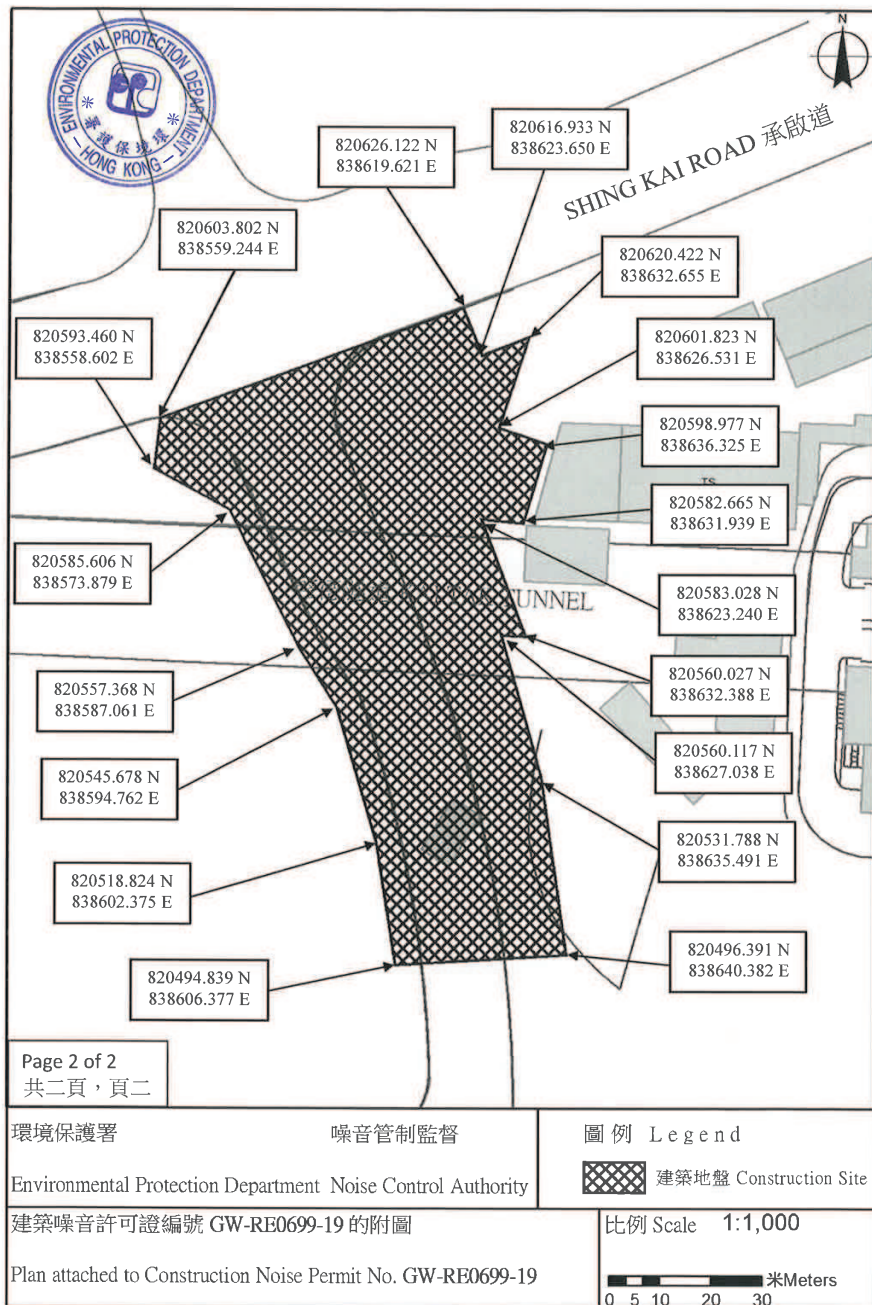 ENVIRONMENTAL PROTECTION DEPARTMENT
環境保護署
HONG KONG
N
820616.933 N
838623.650 E
820626.122 N
838619.621 E
SHING KAI ROAD 承啟道
820603.802 N
838559.244 E
820620.422 N
838632.655 E
820593.460 N
838558.602 E
820601.823 N
838626.531 E
820598.977 N
838636.325 E
TS
820582.665 N
838631.939 E
820585.606 N
838573.879 E
820583.028 N
838623.240 E
TUNNEL
820560.027 N
838632.388 E
820557.368 N
838587.061 E
820560.117 N
838627.038 E
820545.678 N
838594.762 E
820531.788 N
838635.491 E
820518.824 N
838602.375 E
820496.391 N
838640.382 E
820494.839 N
838606.377 E
Page 2 of 2
共二頁，頁二
環境保護署 噪音管制監督
Environmental Protection Department Noise Control Authority
圖例 Legend
建築地盤 Construction Site
建築噪音許可證編號 GW-RE0699-19 的附圖
Plan attached to Construction Noise Permit No. GW-RE0699-19
比例 Scale 1:1,000
米Meters
0 5 10 20 30